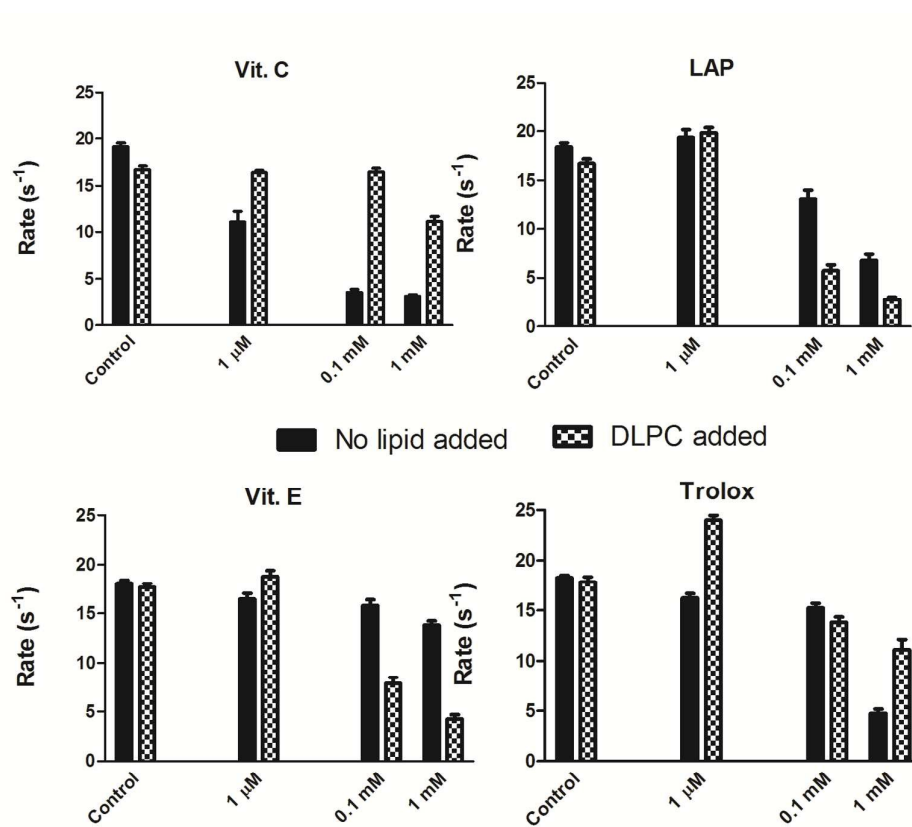 Vit. C
Rate (s⁻¹)
25
20
15
10
5
0
Control
1 µM
0.1 mM
1 mM
LAP
Rate (s⁻¹)
25
20
15
10
5
0
Control
1 µM
0.1 mM
1 mM
No lipid added
DLPC added
Vit. E
Rate (s⁻¹)
25
20
15
10
5
0
Control
1 µM
0.1 mM
1 mM
Trolox
Rate (s⁻¹)
25
20
15
10
5
0
Control
1 µM
0.1 mM
1 mM